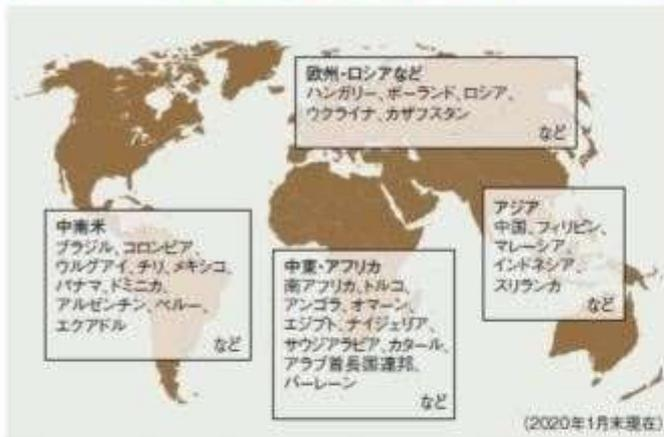 欧州・ロシアなど
ハンガリー、ポーランド、ロシア、
ウクライナ、カザフスタン
など
中南米
ブラジル、コロンビア、
ウルグアイ、チリ、メキシコ、
パナマ、ドミニカ、
アルゼンチン、ペルー、
エクアドル
など
中東・アフリカ
南アフリカ、トルコ、
アンゴラ、オマーン、
エジプト、ナイジェリア、
サウジアラビア、カタール、
アラブ首長国連邦、
バーレーン
など
アジア
中国、フィリピン、
マレーシア、
インドネシア、
スリランカ
など
(2020年1月末現在)